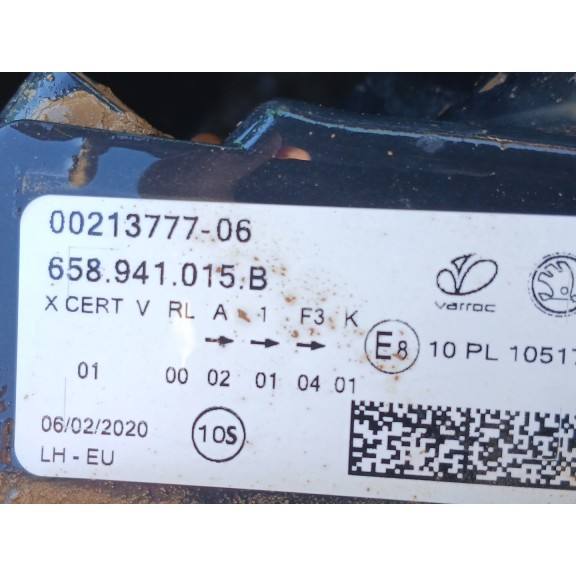 00213777-06
658.941.015.B
varroc
X CERT V RL A 1 F3 K
E8 10 PL 10517
01 00 02 01 04 01
06/02/2020
10S
LH - EU